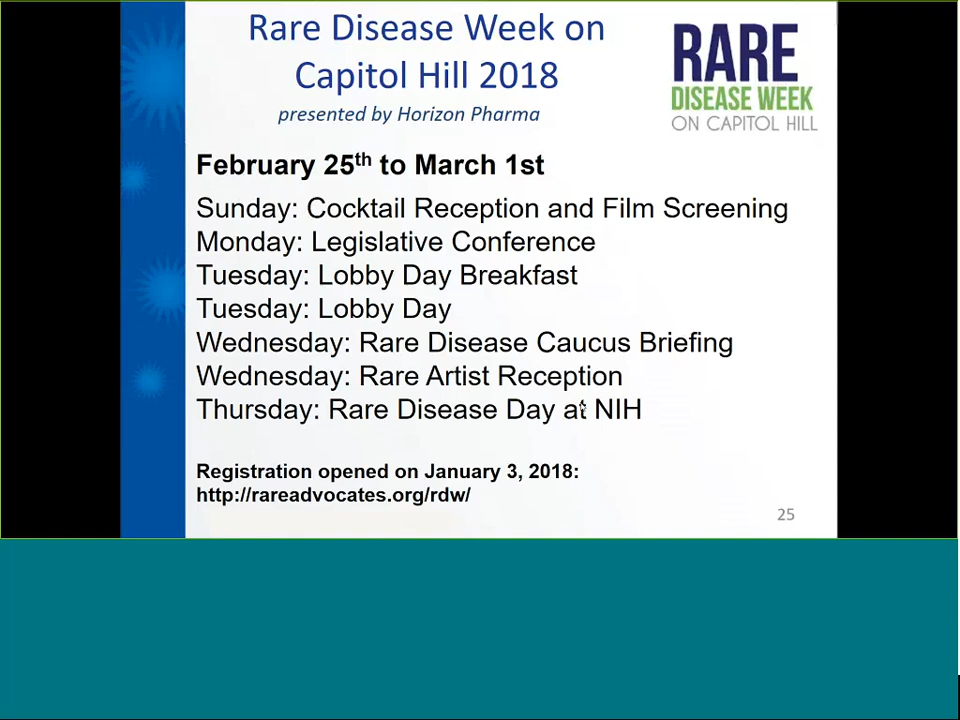 Rare Disease Week on
Capitol Hill 2018
presented by Horizon Pharma
RARE
DISEASE WEEK
ON CAPITOL HILL
February 25th to March 1st
Sunday: Cocktail Reception and Film Screening
Monday: Legislative Conference
Tuesday: Lobby Day Breakfast
Tuesday: Lobby Day
Wednesday: Rare Disease Caucus Briefing
Wednesday: Rare Artist Reception
Thursday: Rare Disease Day at NIH
Registration opened on January 3, 2018:
http://rareadvocates.org/rdw/
25